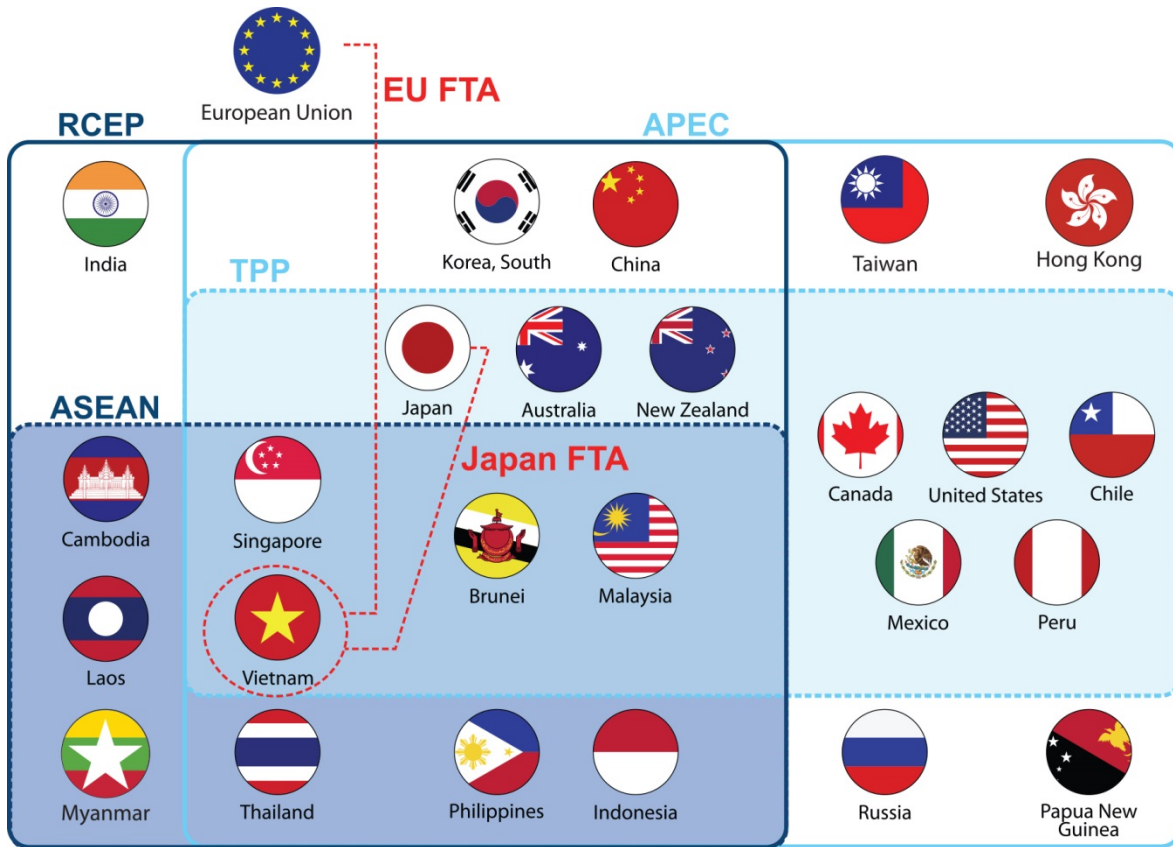 European Union
EU FTA
RCEP
APEC
India
Korea, South
China
Taiwan
Hong Kong
TPP
Japan
Australia
New Zealand
ASEAN
Japan FTA
Canada
United States
Chile
Cambodia
Singapore
Brunei
Malaysia
Mexico
Peru
Laos
Vietnam
Myanmar
Thailand
Philippines
Indonesia
Russia
Papua New
Guinea